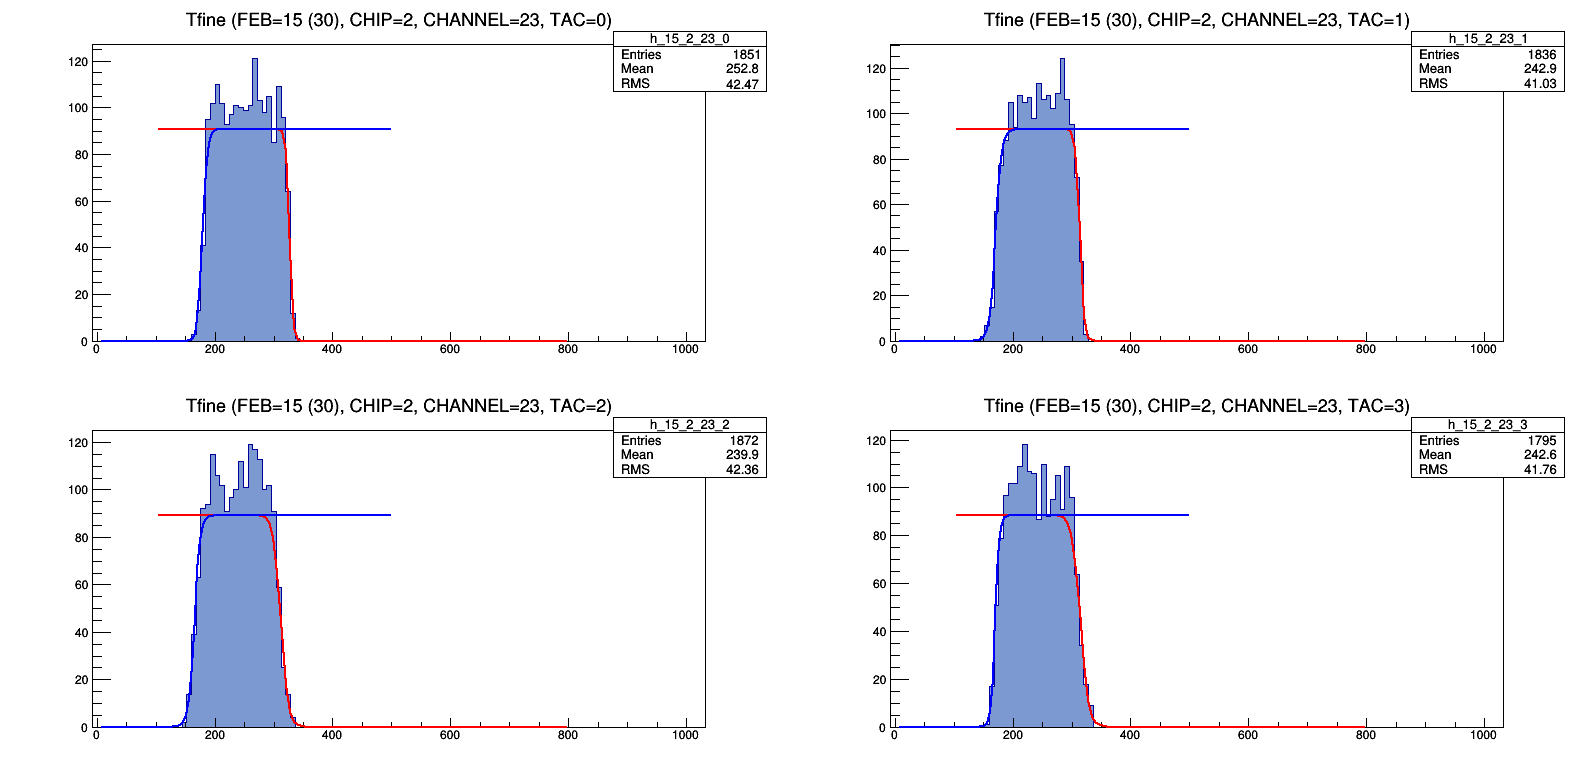 Tfine (FEB=15 (30), CHIP=2, CHANNEL=23, TAC=0)
h_15_2_23_0
Entries 1851
Mean 252.8
RMS 42.47
120
100
80
60
40
20
0
0 200 400 600 800 1000
Tfine (FEB=15 (30), CHIP=2, CHANNEL=23, TAC=1)
h_15_2_23_1
Entries 1836
Mean 242.9
RMS 41.03
120
100
80
60
40
20
0
0 200 400 600 800 1000
Tfine (FEB=15 (30), CHIP=2, CHANNEL=23, TAC=2)
h_15_2_23_2
Entries 1872
Mean 239.9
RMS 42.36
120
100
80
60
40
20
0
0 200 400 600 800 1000
Tfine (FEB=15 (30), CHIP=2, CHANNEL=23, TAC=3)
h_15_2_23_3
Entries 1795
Mean 242.6
RMS 41.76
120
100
80
60
40
20
0
0 200 400 600 800 1000